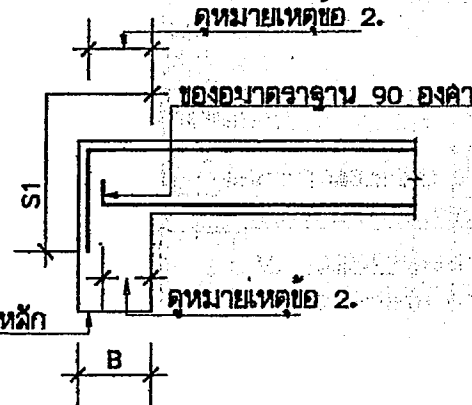 ดูหมายเหตุขอ 2.
ของอมาตราฐาน 90 องศา
S1
ดูหมายเหตุข้อ 2.
หลัก
B